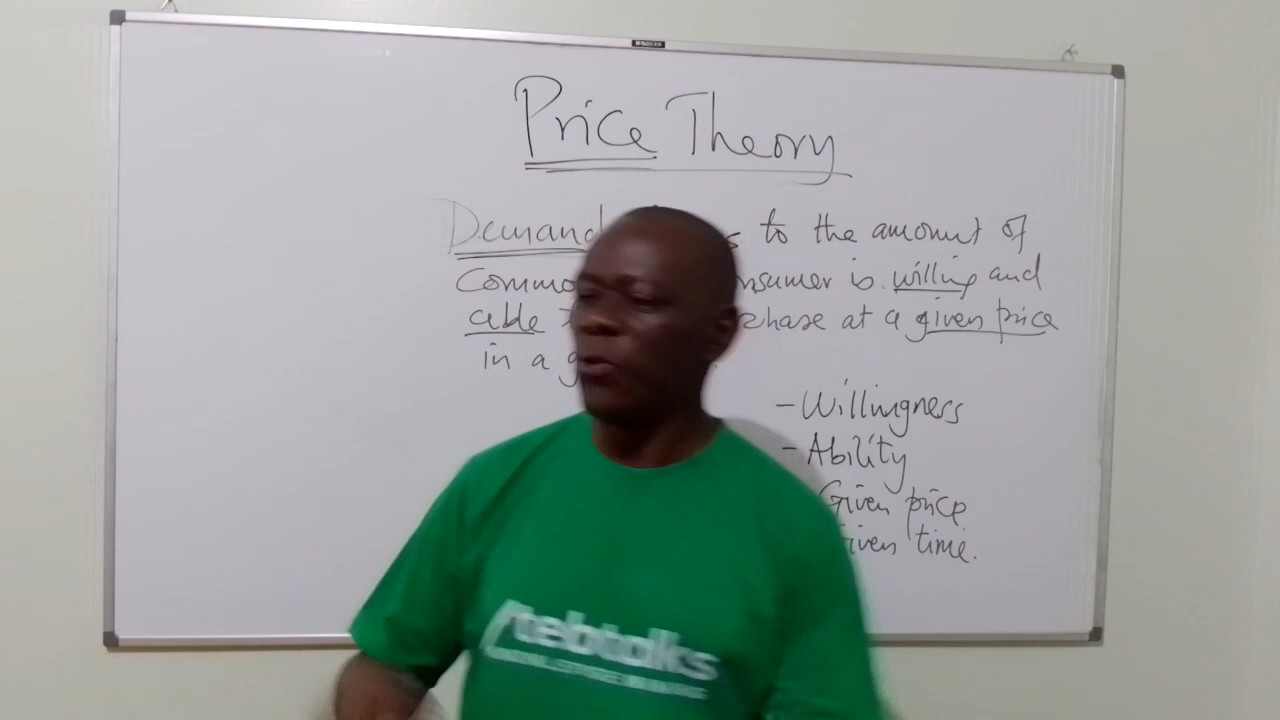 Price Theory
Demand s to the amount of
Commo nsumer is willing and
able chase at a given price
in a g
- Willingness
- Ability
Given price
iven time.
tebtalks